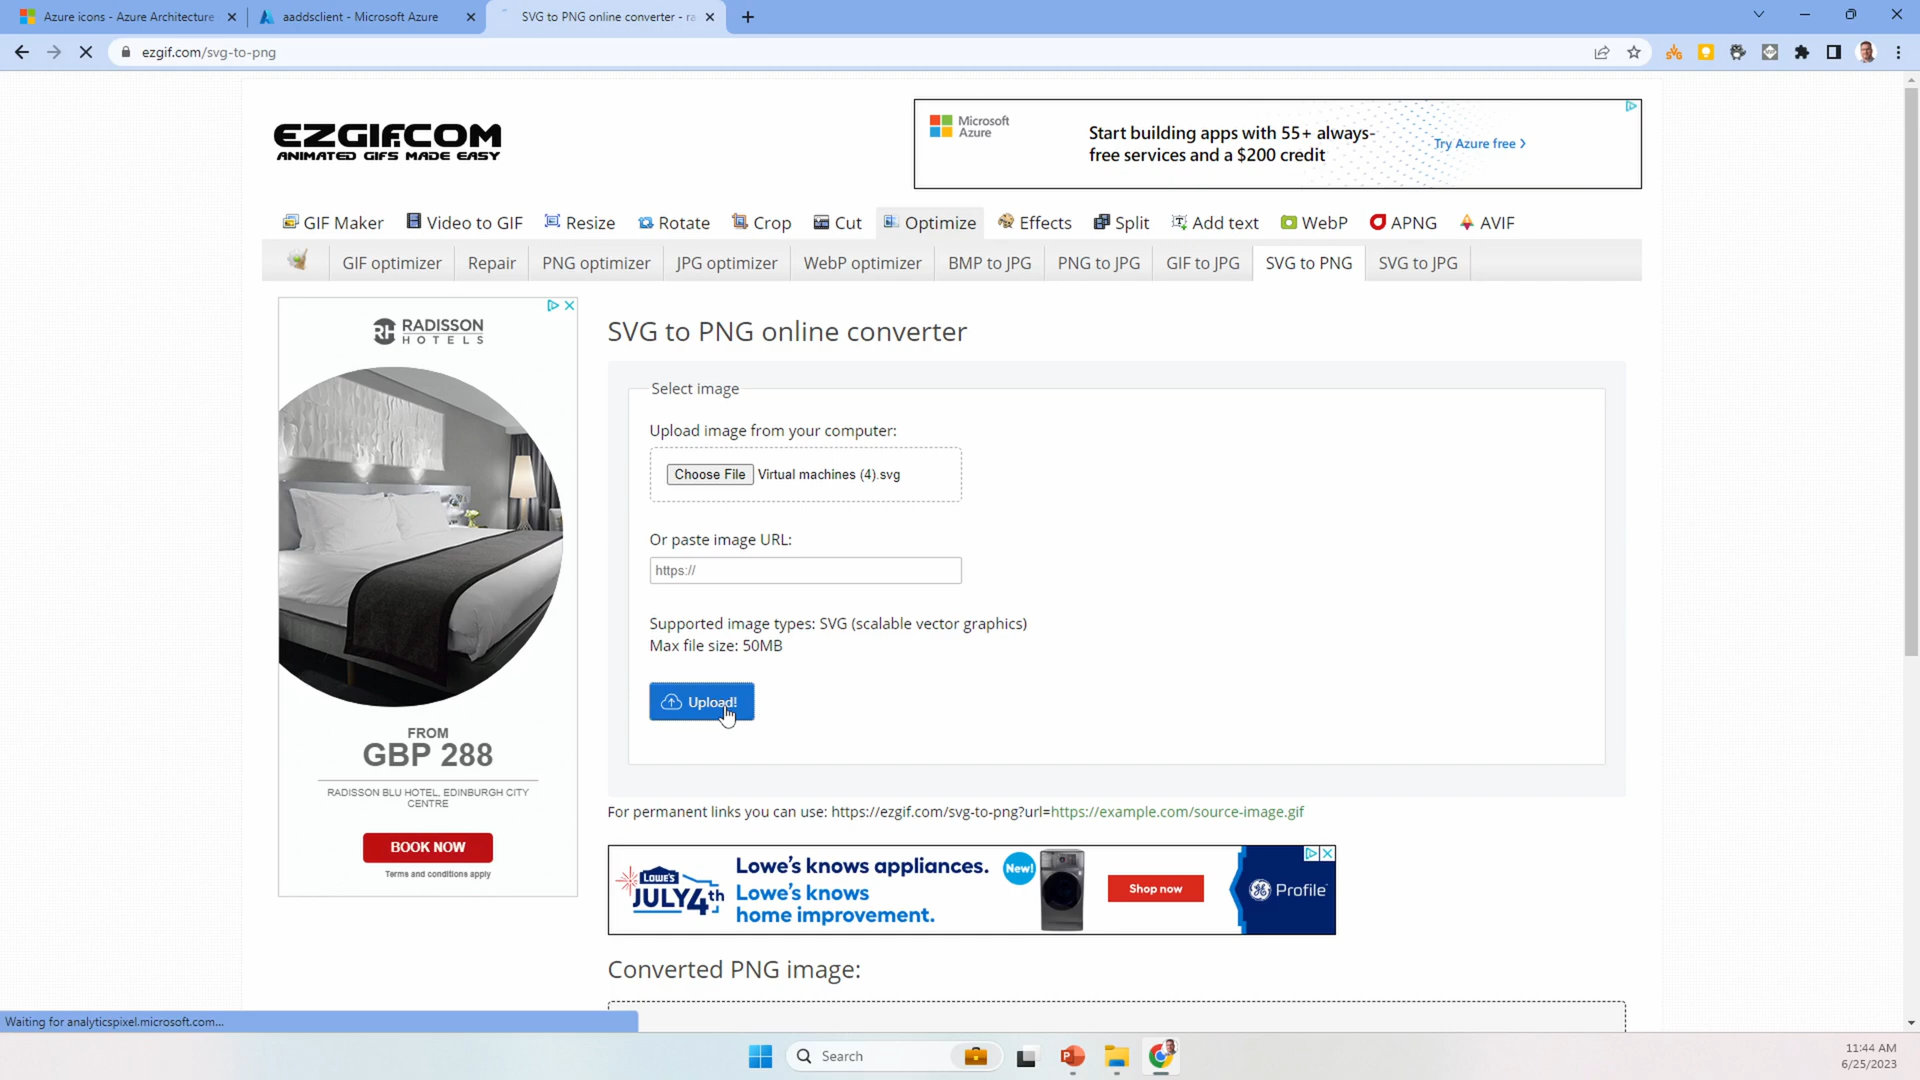 Azure icons - Azure Architecture
aaddsclient - Microsoft Azure
SVG to PNG online converter - ra
ezgif.com/svg-to-png
EZGIF.COM
ANIMATED GIFS MADE EASY
Microsoft
Azure
Start building apps with 55+ always-
free services and a $200 credit
Try Azure free >
GIF Maker
Video to GIF
Resize
Rotate
Crop
Cut
Optimize
Effects
Split
Add text
WebP
APNG
AVIF
GIF optimizer
Repair
PNG optimizer
JPG optimizer
WebP optimizer
BMP to JPG
PNG to JPG
GIF to JPG
SVG to PNG
SVG to JPG
RADISSON
HOTELS
FROM
GBP 288
RADISSON BLU HOTEL, EDINBURGH CITY
CENTRE
BOOK NOW
Terms and conditions apply
SVG to PNG online converter
Select image
Upload image from your computer:
Choose File Virtual machines (4).svg
Or paste image URL:
https://
Supported image types: SVG (scalable vector graphics)
Max file size: 50MB
Upload!
For permanent links you can use: https://ezgif.com/svg-to-png?url=https://example.com/source-image.gif
LOWE'S
JULY 4th
Lowe's knows appliances.
Lowe's knows
home improvement.
New!
Shop now
GE Profile
Converted PNG image:
Waiting for analyticspixel.microsoft.com...
Search
11:44 AM
6/25/2023